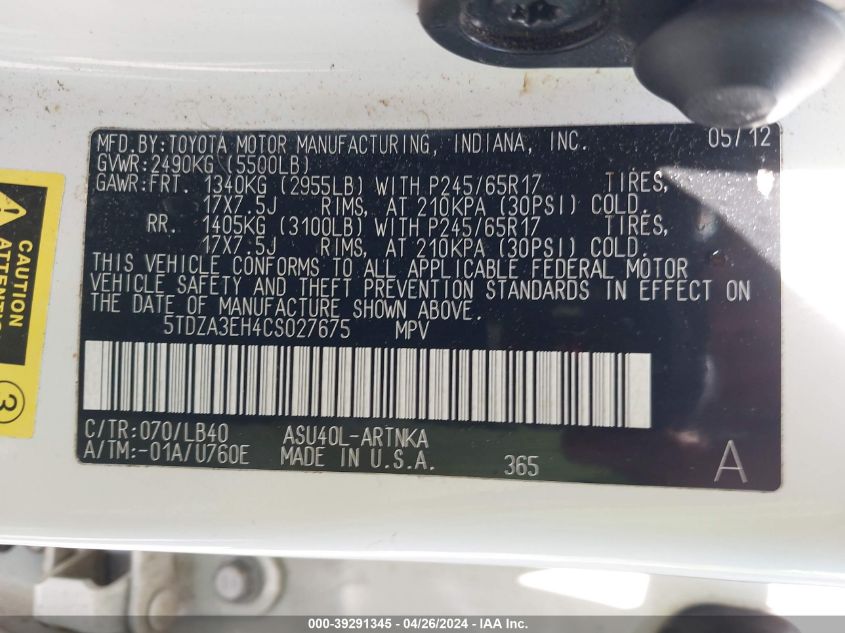 MFD.BY:TOYOTA MOTOR MANUFACTURING, INDIANA, INC. 05/12
GVWR:2490KG (5500LB)
GAWR:FRT. 1340KG (2955LB) WITH P245/65R17 TIRES,
17X7.5J RIMS, AT 210KPA (30PSI) COLD.
RR. 1405KG (3100LB) WITH P245/65R17 TIRES,
17X7.5J RIMS, AT 210KPA (30PSI) COLD.
THIS VEHICLE CONFORMS TO ALL APPLICABLE FEDERAL MOTOR
VEHICLE SAFETY AND THEFT PREVENTION STANDARDS IN EFFECT ON
THE DATE OF MANUFACTURE SHOWN ABOVE.
5TDZA3EH4CS027675 MPV
C/TR:070/LB40 ASU40L-ARTNKA
A/TM:-01A/U760E MADE IN U.S.A. 365 A
CAUTION
3
000-39291345 - 04/26/2024 - IAA Inc.